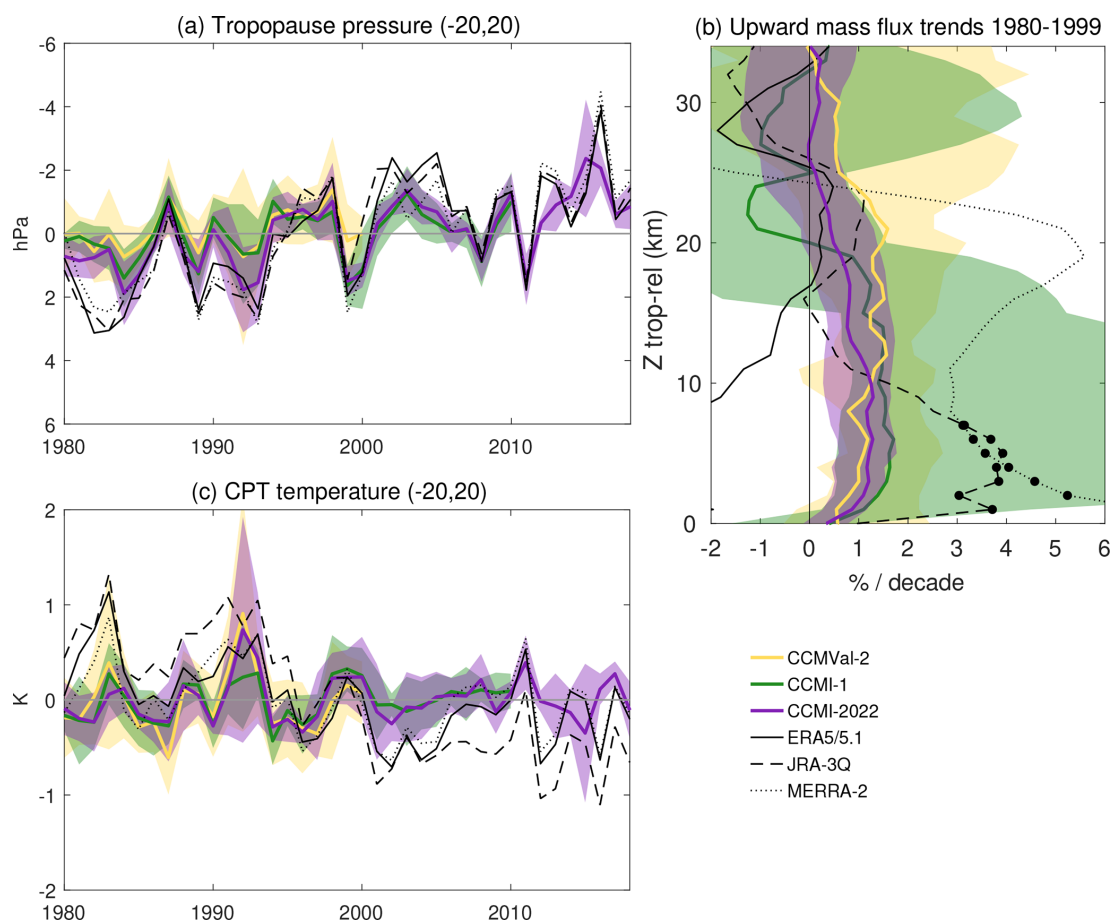 (a) Tropopause pressure (-20,20)
-6
-4
-2
0
2
4
6
hPa
1980
1990
2000
2010
(b) Upward mass flux trends 1980-1999
30
20
10
0
Z trop-rel (km)
-2
-1
0
1
2
3
4
5
6
% / decade
(c) CPT temperature (-20,20)
2
1
0
-1
-2
K
1980
1990
2000
2010
CCMVal-2
CCMI-1
CCMI-2022
ERA5/5.1
JRA-3Q
MERRA-2